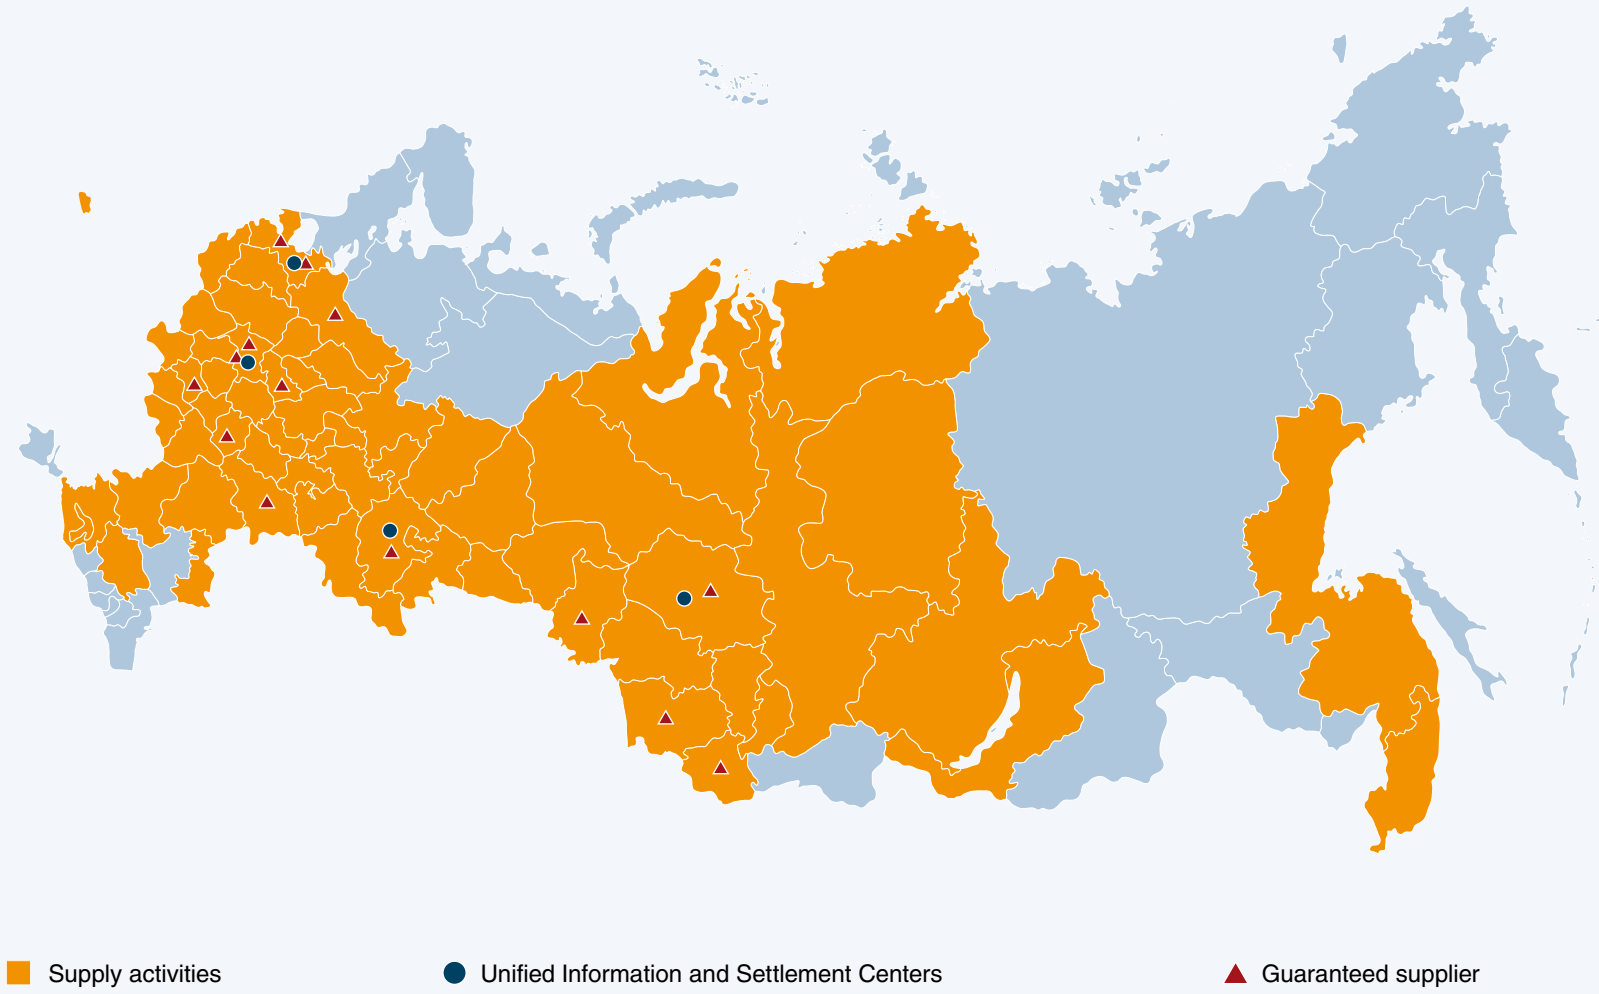 Supply activities
Unified Information and Settlement Centers
Guaranteed supplier